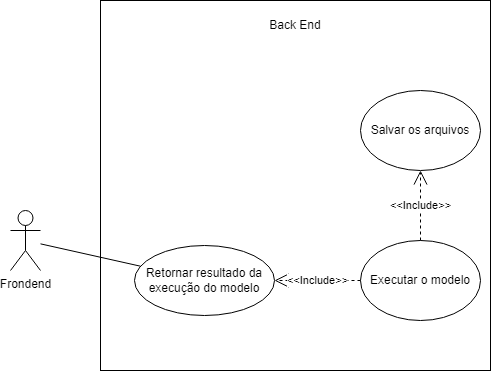 Back End
Salvar os arquivos
<<Include>>
Frondend
Retornar resultado da
execução do modelo
<<Include>>
Executar o modelo